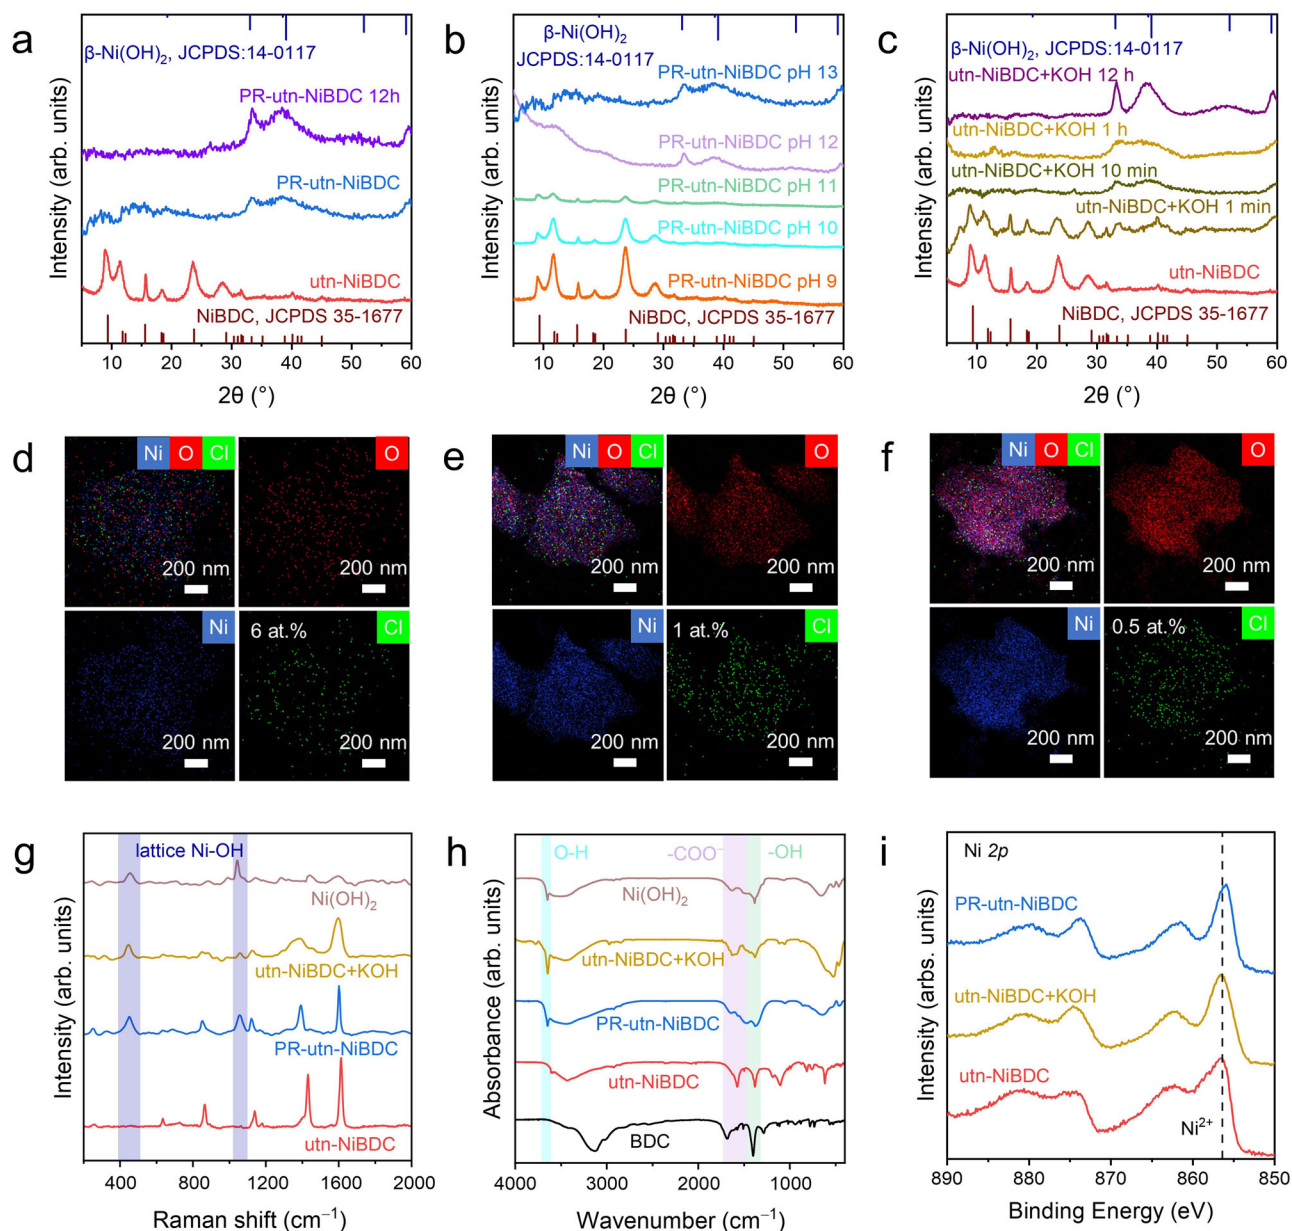 a
β-Ni(OH)₂, JCPDS:14-0117
PR-utn-NiBDC 12h
PR-utn-NiBDC
utn-NiBDC
NiBDC, JCPDS 35-1677
Intensity (arb. units)
10 20 30 40 50 60
2θ (°)
b
β-Ni(OH)₂
JCPDS:14-0117
PR-utn-NiBDC pH 13
PR-utn-NiBDC pH 12
PR-utn-NiBDC pH 11
PR-utn-NiBDC pH 10
PR-utn-NiBDC pH 9
NiBDC, JCPDS 35-1677
Intensity (arb. units)
10 20 30 40 50 60
2θ (°)
c
β-Ni(OH)₂, JCPDS:14-0117
utn-NiBDC+KOH 12 h
utn-NiBDC+KOH 1 h
utn-NiBDC+KOH 10 min
utn-NiBDC+KOH 1 min
utn-NiBDC
NiBDC, JCPDS 35-1677
Intensity (arb. units)
10 20 30 40 50 60
2θ (°)
d
Ni O Cl
200 nm
O
200 nm
Ni
200 nm
6 at.%
Cl
200 nm
e
Ni O Cl
200 nm
O
200 nm
Ni
200 nm
1 at.%
Cl
200 nm
f
Ni O Cl
200 nm
O
200 nm
Ni
200 nm
0.5 at.%
Cl
200 nm
g
lattice Ni-OH
Ni(OH)₂
utn-NiBDC+KOH
PR-utn-NiBDC
utn-NiBDC
Intensity (arb. units)
400 800 1200 1600 2000
Raman shift (cm⁻¹)
h
O-H
-COO⁻
-OH
Ni(OH)₂
utn-NiBDC+KOH
PR-utn-NiBDC
utn-NiBDC
BDC
Absorbance (arb. units)
4000 3000 2000 1000
Wavenumber (cm⁻¹)
i
Ni 2p
PR-utn-NiBDC
utn-NiBDC+KOH
utn-NiBDC
Ni²⁺
Intensity (arbs. units)
890 880 870 860 850
Binding Energy (eV)